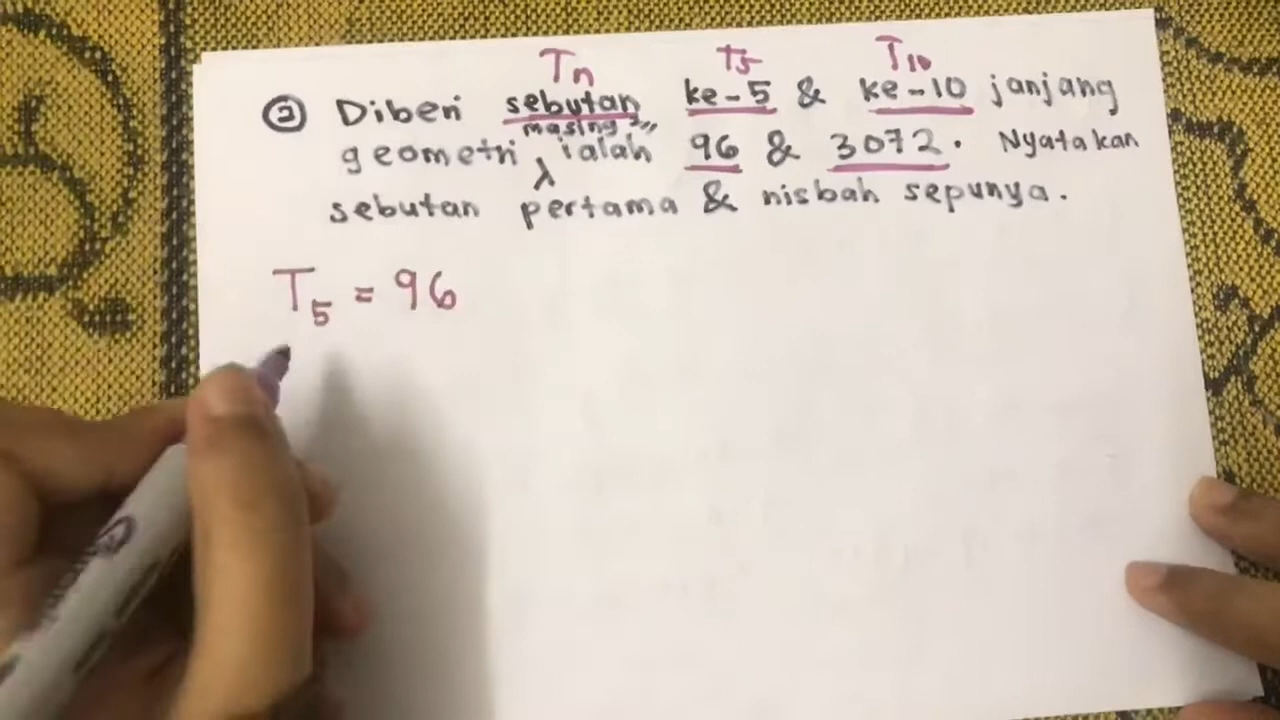 Tn T5 T10
② Diberi sebutan ke-5 & ke-10 janjang
masing²,,
geometri ialah 96 & 3072. Nyatakan
sebutan pertama & nisbah sepunya.
T5 = 96